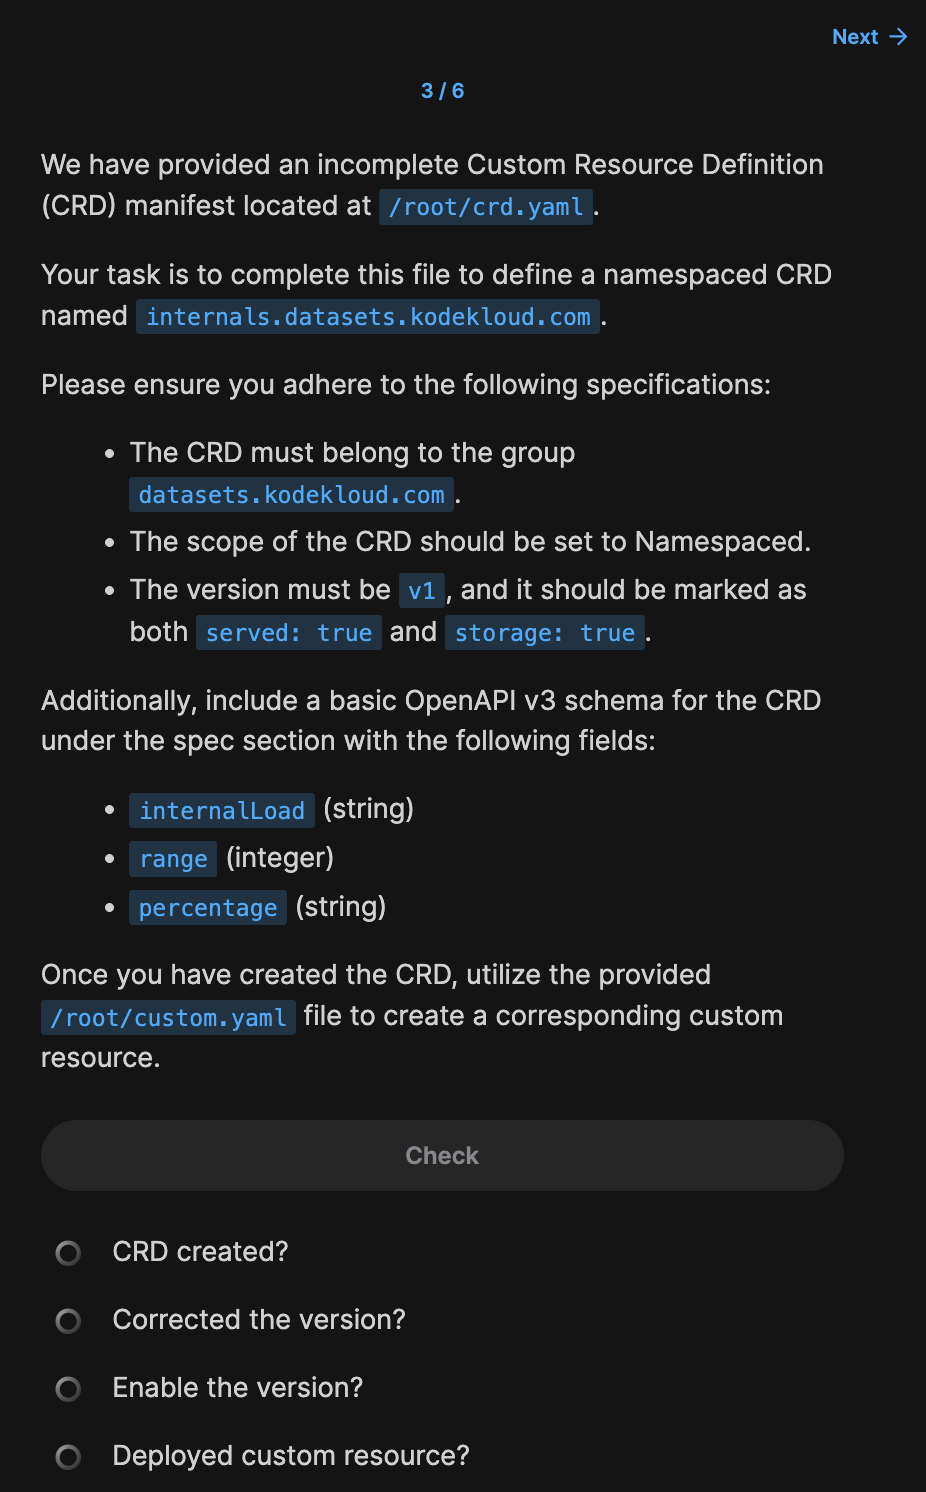 Next →
3 / 6
We have provided an incomplete Custom Resource Definition
(CRD) manifest located at /root/crd.yaml.
Your task is to complete this file to define a namespaced CRD
named internals.datasets.kodekloud.com.
Please ensure you adhere to the following specifications:
• The CRD must belong to the group
datasets.kodekloud.com.
• The scope of the CRD should be set to Namespaced.
• The version must be v1, and it should be marked as
both served: true and storage: true.
Additionally, include a basic OpenAPI v3 schema for the CRD
under the spec section with the following fields:
• internalLoad (string)
• range (integer)
• percentage (string)
Once you have created the CRD, utilize the provided
/root/custom.yaml file to create a corresponding custom
resource.
Check
CRD created?
Corrected the version?
Enable the version?
Deployed custom resource?